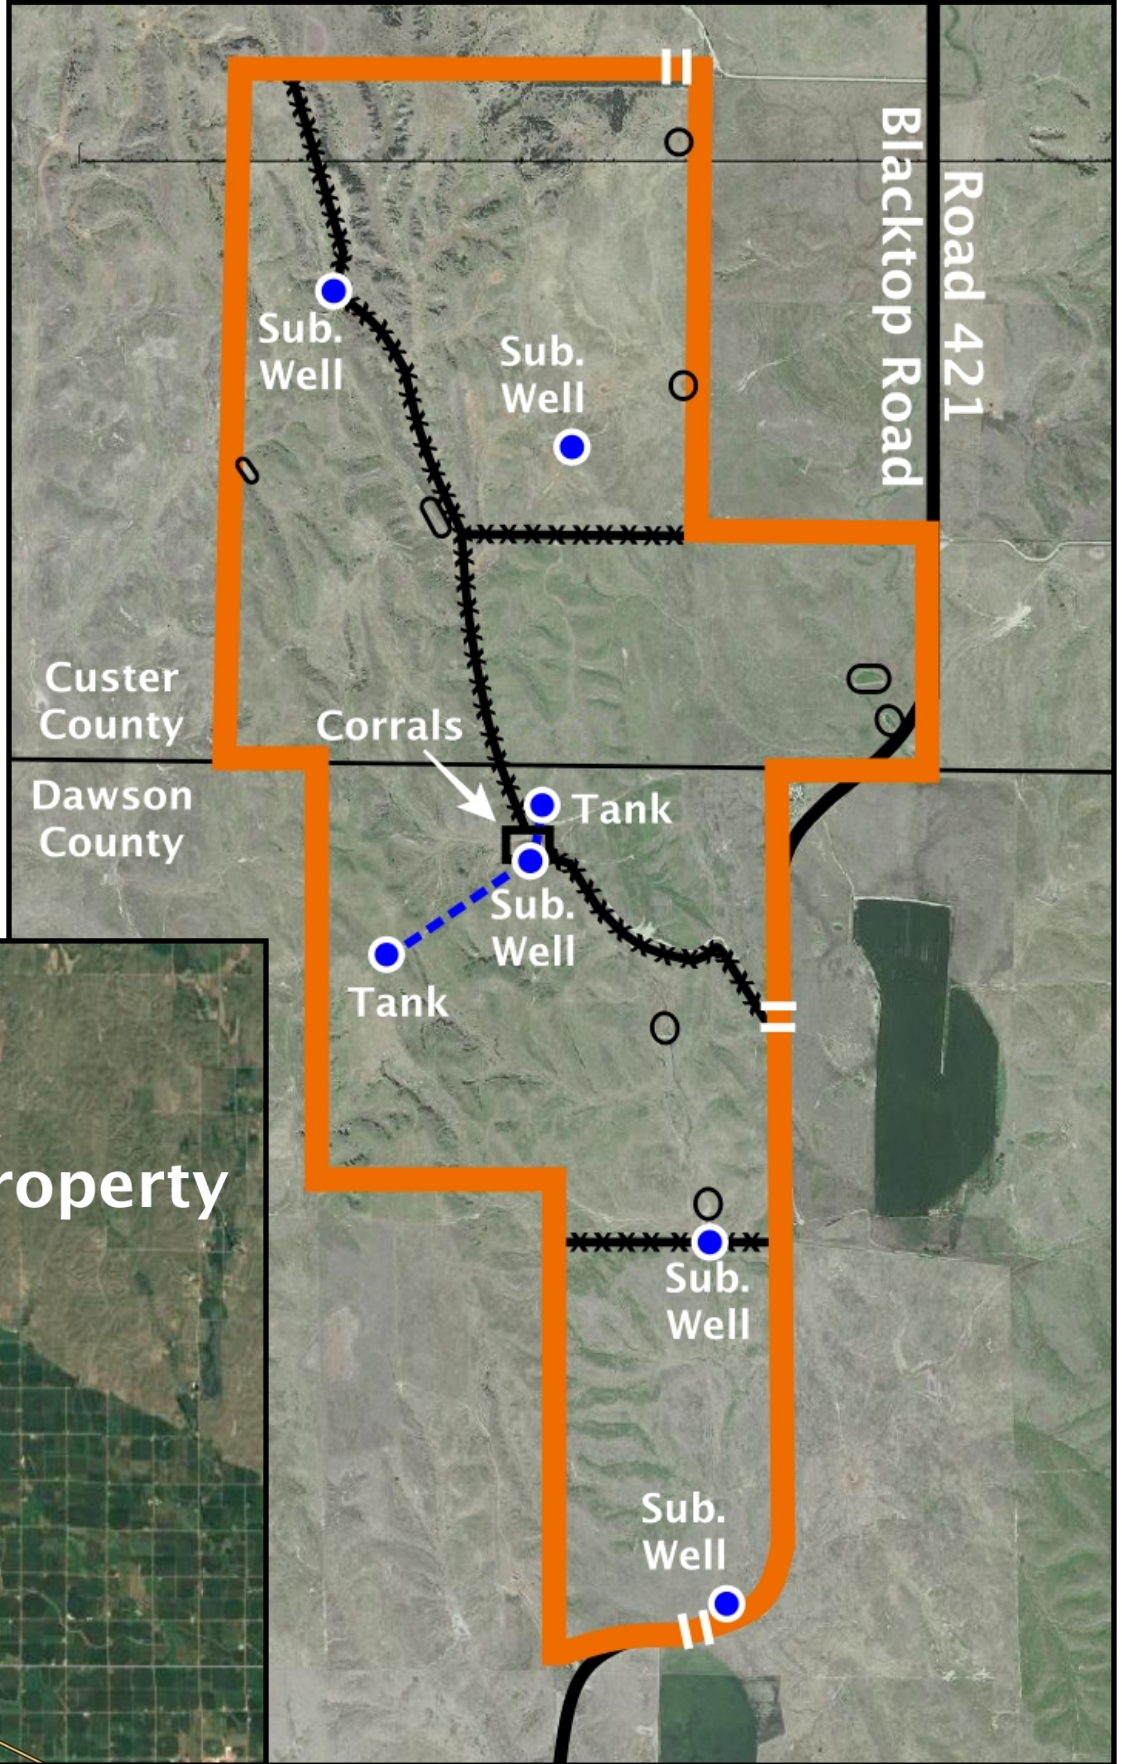 Road 421
Blacktop Road
Sub.
Well
Sub.
Well
Custer
County
Corrals
Dawson
County
Tank
Sub.
Well
Tank
roperty
Sub.
Well
Sub.
Well